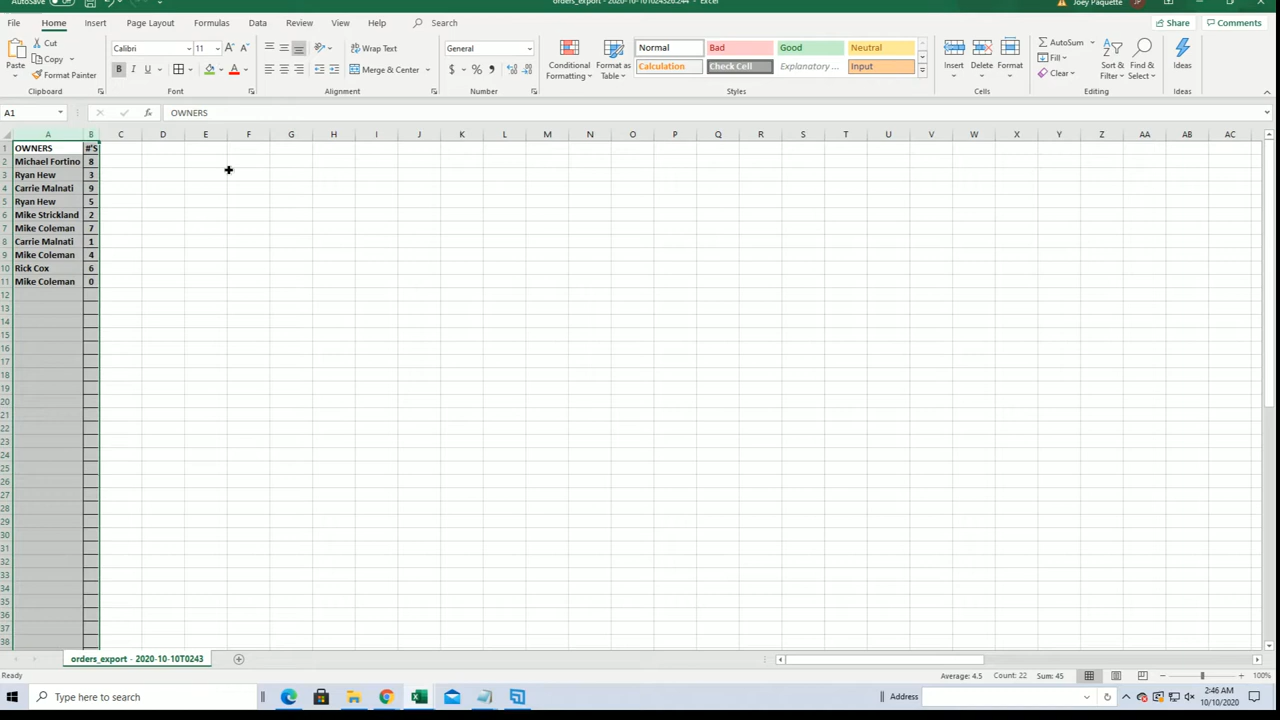 AutoSave
orders_export - 2020-10-10T024326.244 - Excel
Joey Paquette
JP
File Home Insert Page Layout Formulas Data Review View Help Search
Share Comments
Paste
Cut
Copy
Format Painter
Calibri 11
B I U
Wrap Text
Merge & Center
General
$ % ,
Conditional Formatting
Format as Table
Normal Bad Good Neutral
Calculation Check Cell Explanatory ... Input
Insert Delete Format
AutoSum
Fill
Clear
Sort & Filter
Find & Select
Ideas
Clipboard Font Alignment Number Styles Cells Editing Ideas
A1 fx OWNERS
A B C D E F G H I J K L M N O P Q R S T U V W X Y Z AA AB AC
1 OWNERS #'S
2 Michael Fortino 8
3 Ryan Hew 3
4 Carrie Malnati 9
5 Ryan Hew 5
6 Mike Strickland 2
7 Mike Coleman 7
8 Carrie Malnati 1
9 Mike Coleman 4
10 Rick Cox 6
11 Mike Coleman 0
12
13
14
15
16
17
18
19
20
21
22
23
24
25
26
27
28
29
30
31
32
33
34
35
36
37
38
orders_export - 2020-10-10T0243
Ready
Average: 4.5 Count: 22 Sum: 45
100%
Type here to search
Address
2:46 AM
10/10/2020